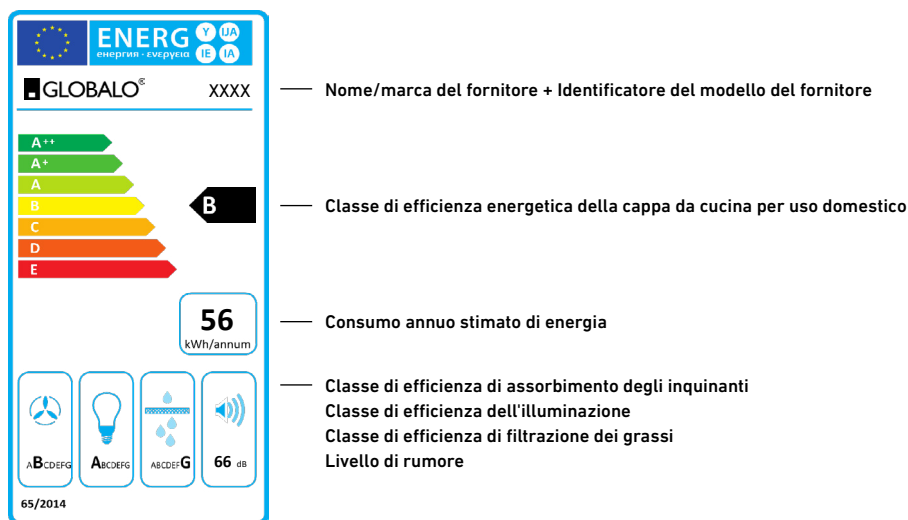 ENERG Y IJA
енергия · ενεργεια IE IA
GLOBALO® XXXX
Nome/marca del fornitore + Identificatore del modello del fornitore
A++
A+
A
B
B
Classe di efficienza energetica della cappa da cucina per uso domestico
C
D
E
56
kWh/annum
Consumo annuo stimato di energia
Classe di efficienza di assorbimento degli inquinanti
Classe di efficienza dell'illuminazione
Classe di efficienza di filtrazione dei grassi
Livello di rumore
ABCDEFG
ABCDEFG
ABCDEFG
66 dB
65/2014